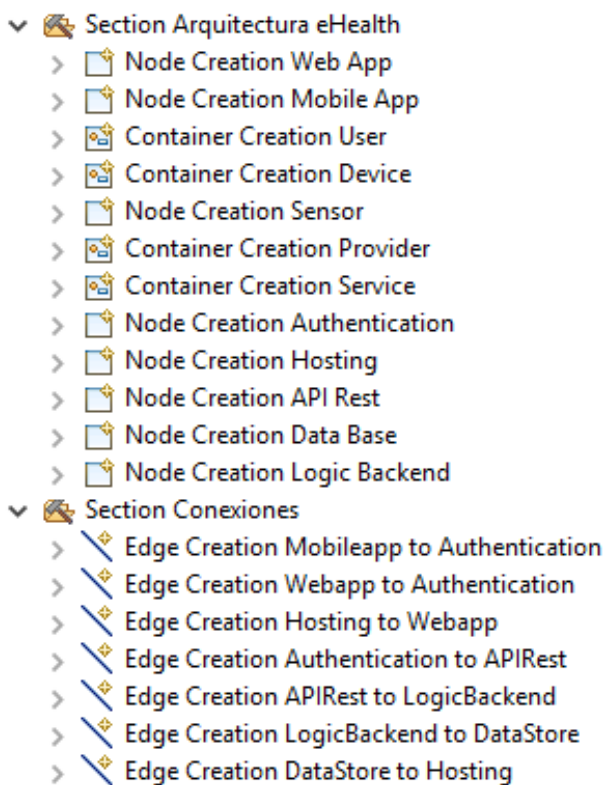 Section Arquitectura eHealth
Node Creation Web App
Node Creation Mobile App
Container Creation User
Container Creation Device
Node Creation Sensor
Container Creation Provider
Container Creation Service
Node Creation Authentication
Node Creation Hosting
Node Creation API Rest
Node Creation Data Base
Node Creation Logic Backend
Section Conexiones
Edge Creation Mobileapp to Authentication
Edge Creation Webapp to Authentication
Edge Creation Hosting to Webapp
Edge Creation Authentication to APIRest
Edge Creation APIRest to LogicBackend
Edge Creation LogicBackend to DataStore
Edge Creation DataStore to Hosting